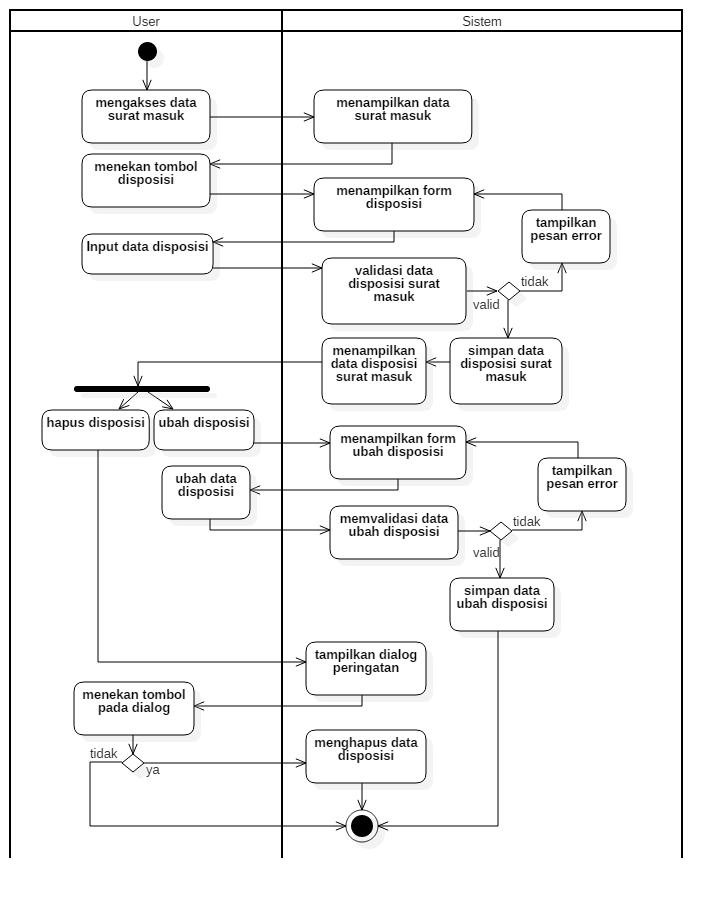 User
Sistem
mengakses data
surat masuk
menampilkan data
surat masuk
menekan tombol
disposisi
menampilkan form
disposisi
tampilkan
pesan error
Input data disposisi
validasi data
disposisi surat
masuk
tidak
valid
menampilkan
data disposisi
surat masuk
simpan data
disposisi surat
masuk
hapus disposisi
ubah disposisi
menampilkan form
ubah disposisi
tampilkan
pesan error
ubah data
disposisi
memvalidasi data
ubah disposisi
tidak
valid
simpan data
ubah disposisi
tampilkan dialog
peringatan
menekan tombol
pada dialog
menghapus data
disposisi
tidak
ya